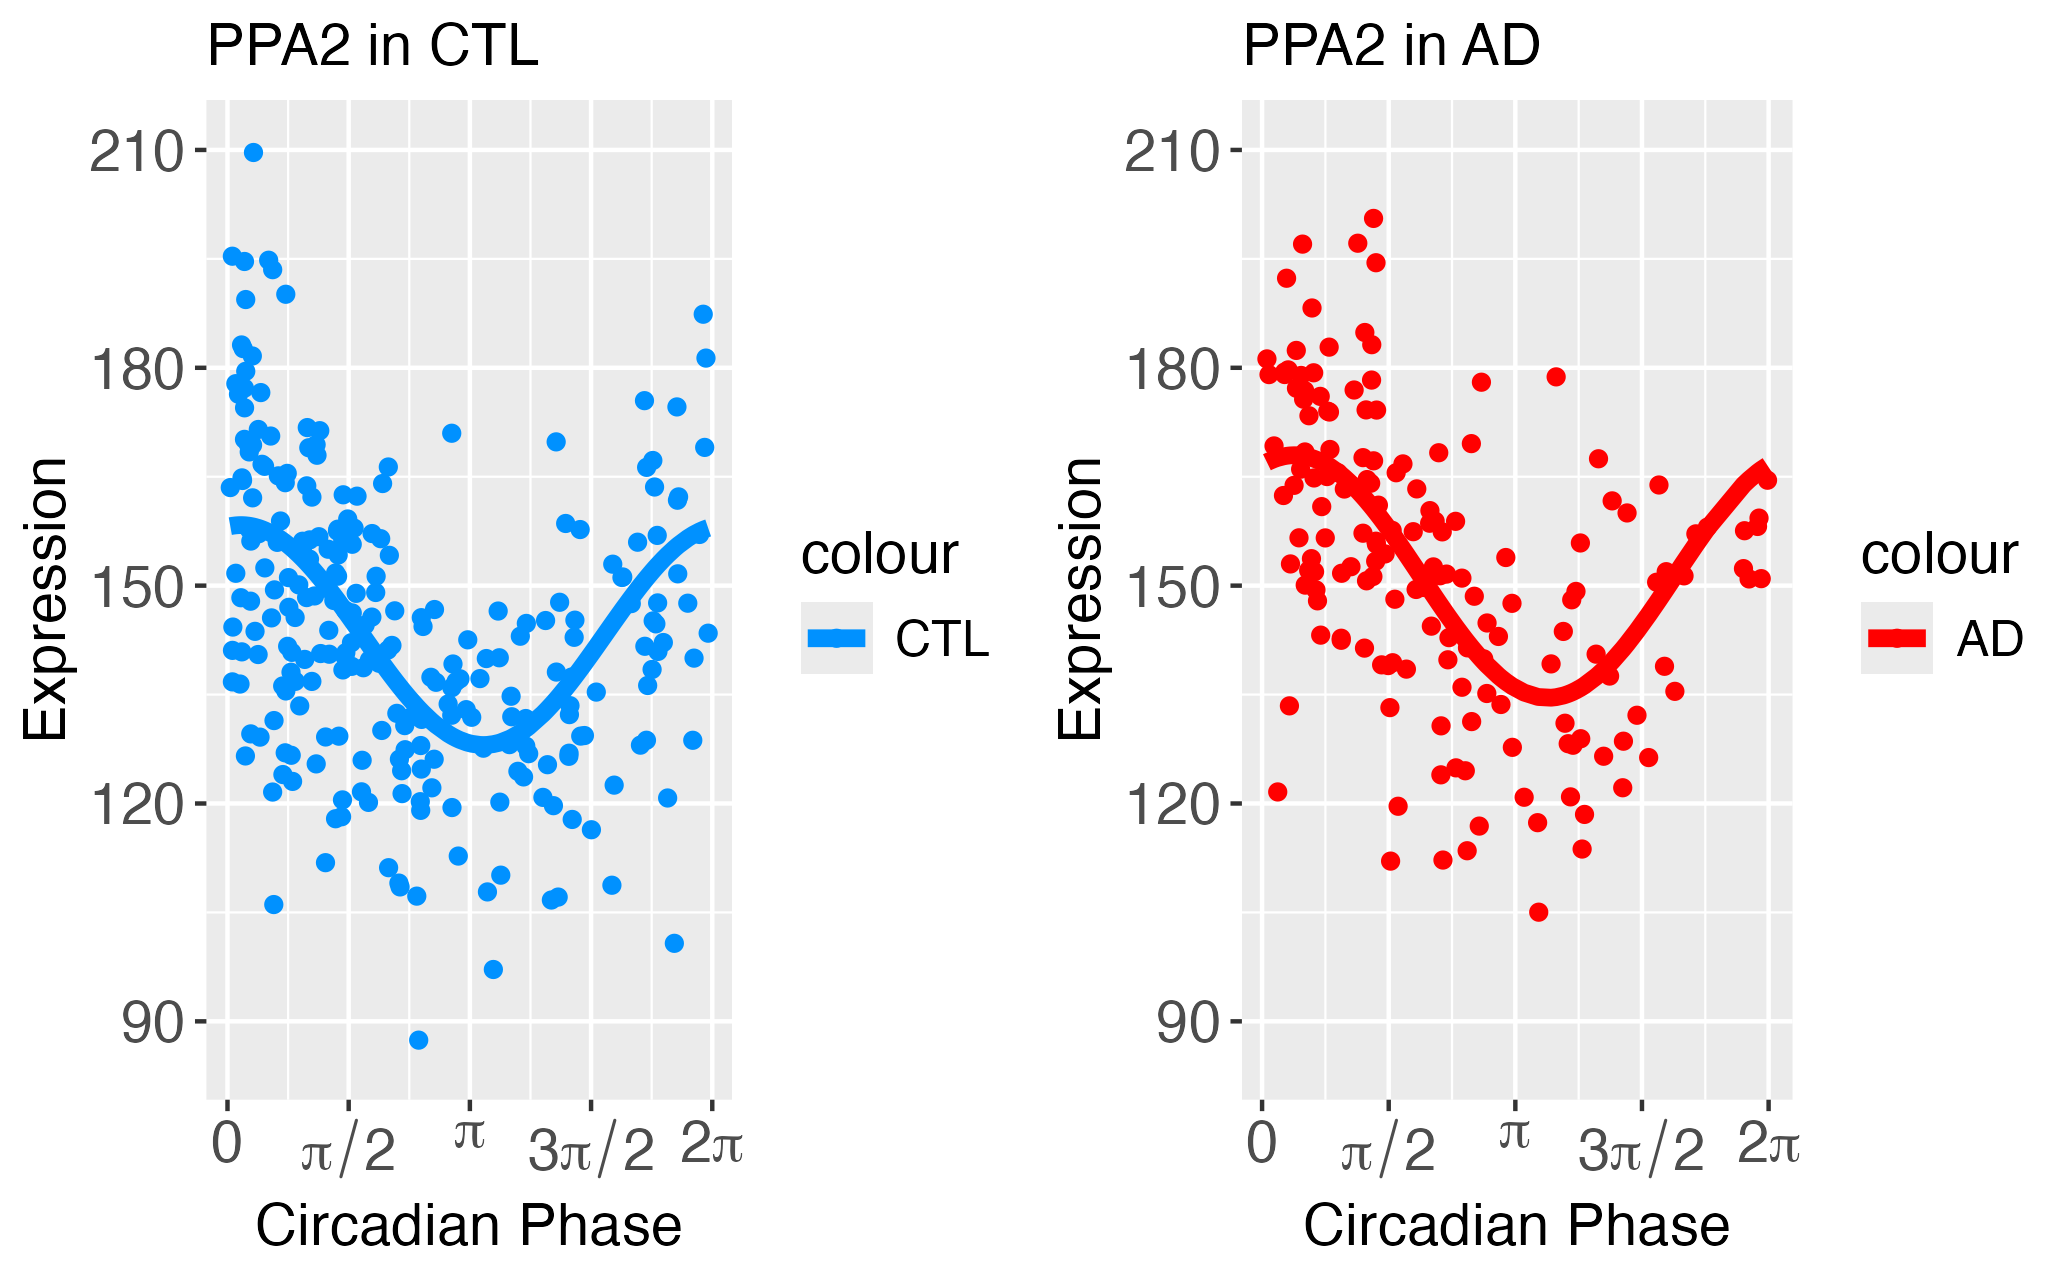 PPA2 in CTL
Expression
210
180
150
120
90
0 π/2 π 3π/2 2π
Circadian Phase
colour
CTL
PPA2 in AD
Expression
210
180
150
120
90
0 π/2 π 3π/2 2π
Circadian Phase
colour
AD